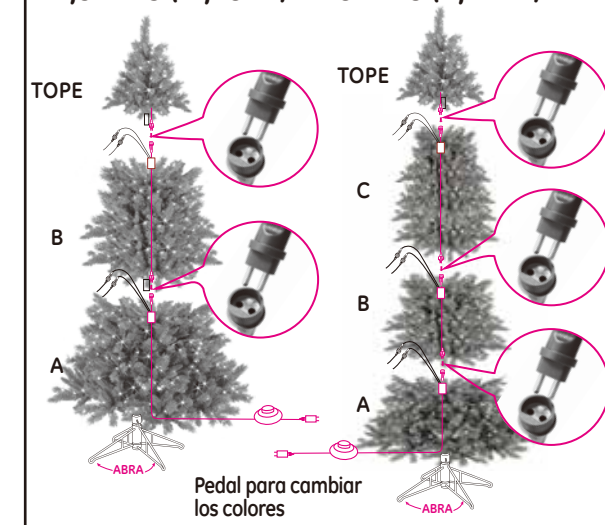 TOPE
B
A
ABRA
TOPE
C
B
A
ABRA
Pedal para cambiar
los colores